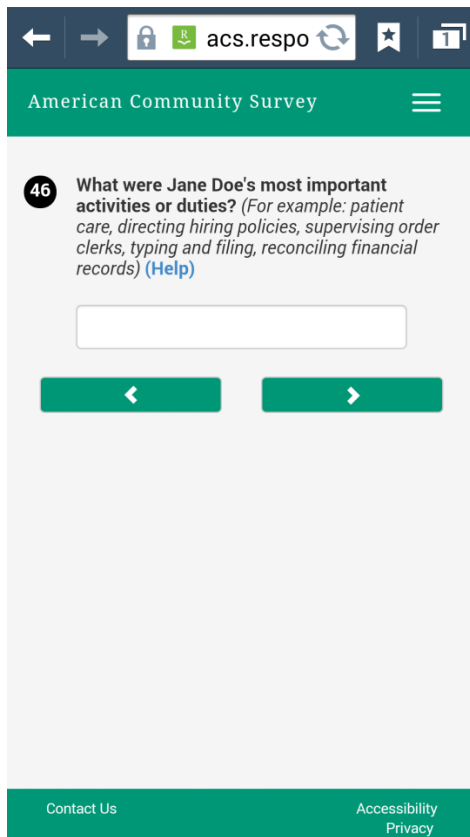 acs.respo
1
American Community Survey
46 What were Jane Doe's most important
activities or duties? (For example: patient
care, directing hiring policies, supervising order
clerks, typing and filing, reconciling financial
records) (Help)
Contact Us
Accessibility
Privacy